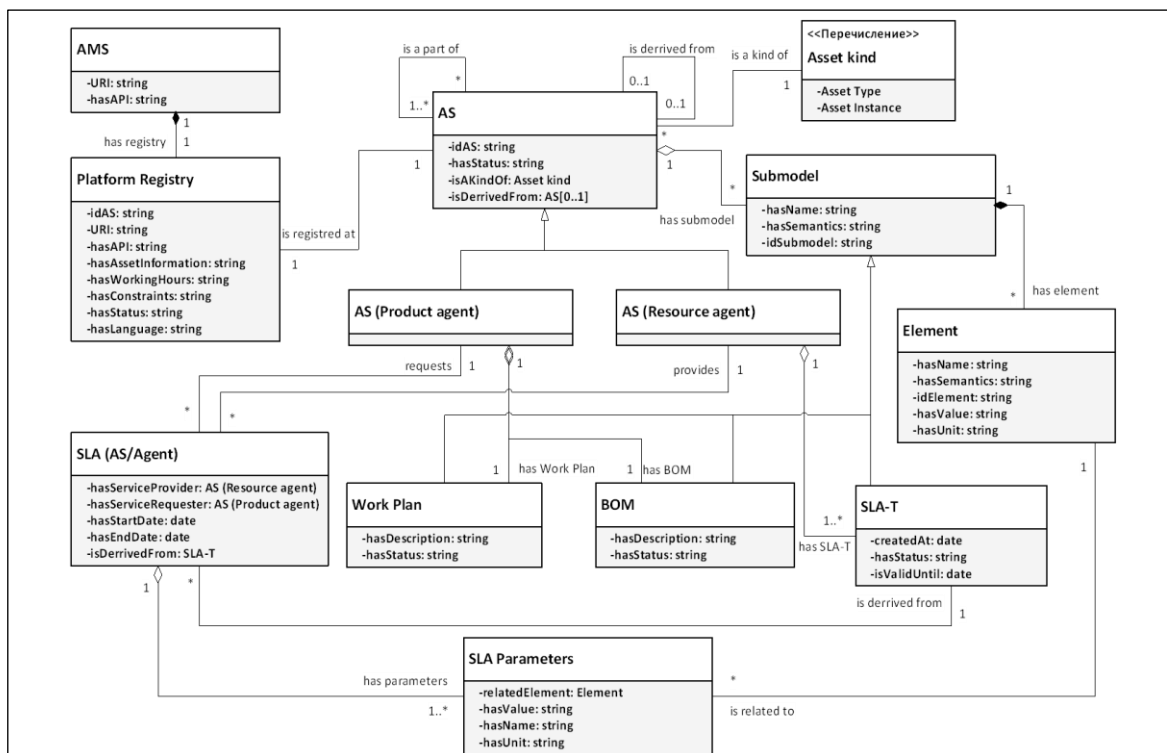 AMS
-URI: string
-hasAPI: string
is a part of
*
1..*
is derrived from
0..1
0..1
is a kind of
*
1
<<Перечисление>>
Asset kind
-Asset Type
-Asset Instance
1
has registry
1
AS
-idAS: string
-hasStatus: string
-isAKindOf: Asset kind
-isDerrivedFrom: AS[0..1]
Platform Registry
-idAS: string
-URI: string
-hasAPI: string
-hasAssetInformation: string
-hasWorkingHours: string
-hasConstraints: string
-hasStatus: string
-hasLanguage: string
1
is registred at
1
1
*
has submodel
Submodel
-hasName: string
-hasSemantics: string
-idSubmodel: string
1
has element
*
AS (Product agent)
AS (Resource agent)
Element
-hasName: string
-hasSemantics: string
-idElement: string
-hasValue: string
-hasUnit: string
requests
1
1
provides
1
1
*
*
SLA (AS/Agent)
-hasServiceProvider: AS (Resource agent)
-hasServiceRequester: AS (Product agent)
-hasStartDate: date
-hasEndDate: date
-isDerrivedFrom: SLA-T
1
has Work Plan
1
has BOM
1
Work Plan
-hasDescription: string
-hasStatus: string
BOM
-hasDescription: string
-hasStatus: string
1..*
has SLA-T
SLA-T
-createdAt: date
-hasStatus: string
-isValidUntil: date
1
*
is derrived from
1
SLA Parameters
-relatedElement: Element
-hasValue: string
-hasName: string
-hasUnit: string
has parameters
1..*
*
is related to